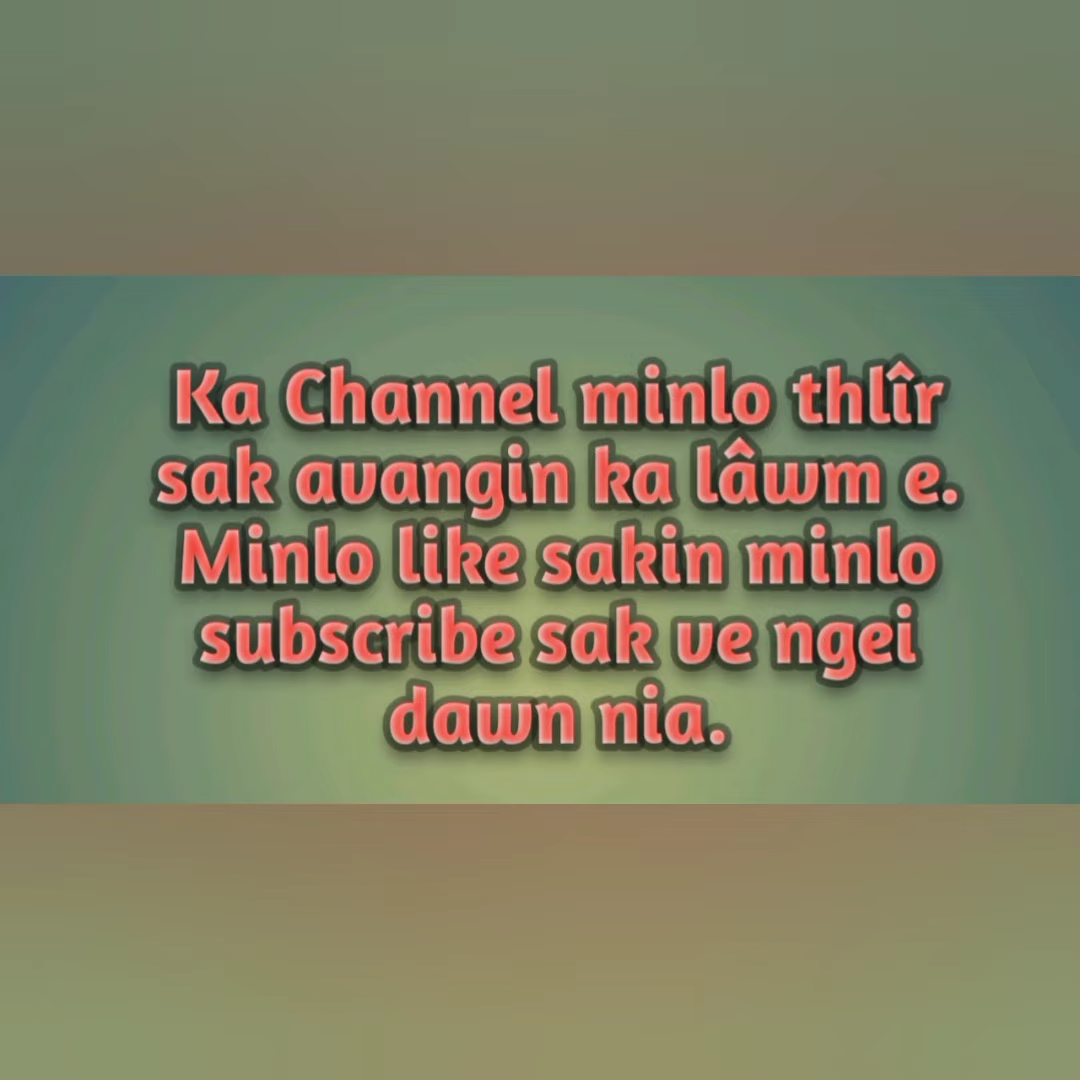 Ka Channel minlo thlîr
sak avangin ka lâwm e.
Minlo like sakin minlo
subscribe sak ve ngei
dawn nia.